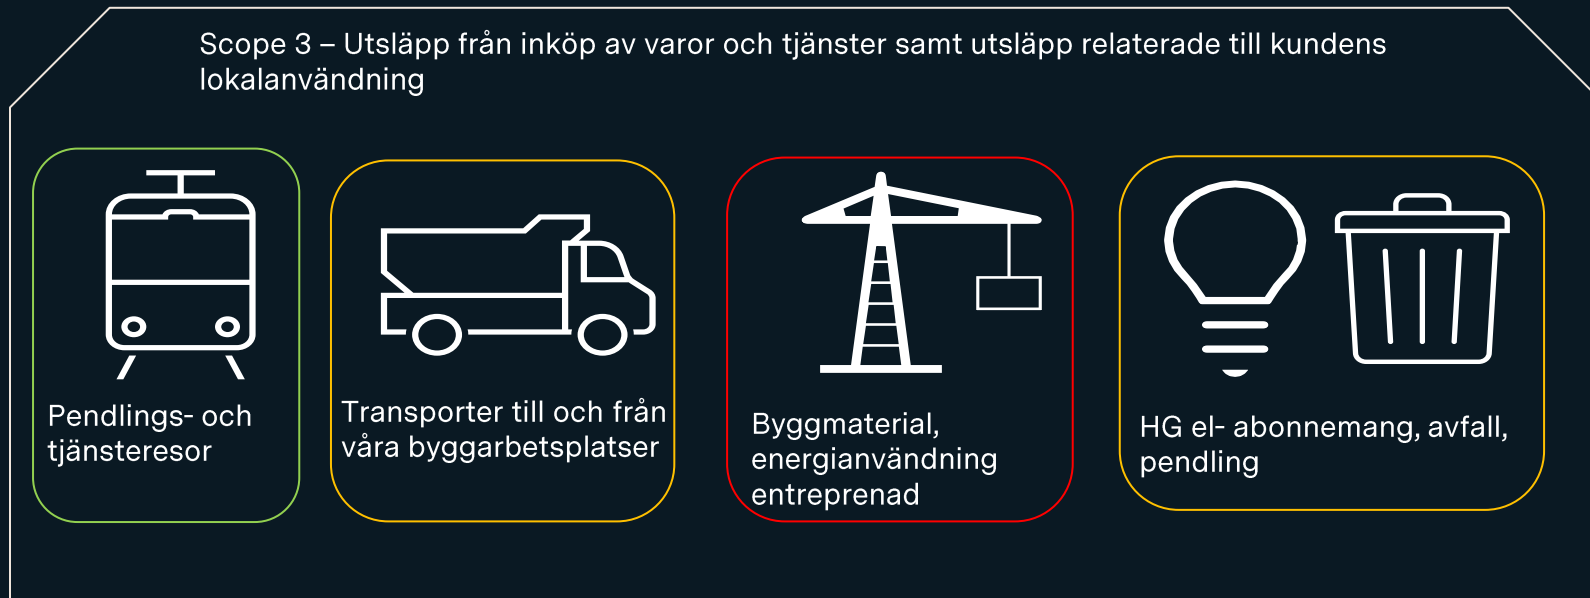 Scope 3 – Utsläpp från inköp av varor och tjänster samt utsläpp relaterade till kundens
lokalanvändning
Pendlings- och
tjänsteresor
Transporter till och från
våra byggarbetsplatser
Byggmaterial,
energianvändning
entreprenad
HG el- abonnemang, avfall,
pendling